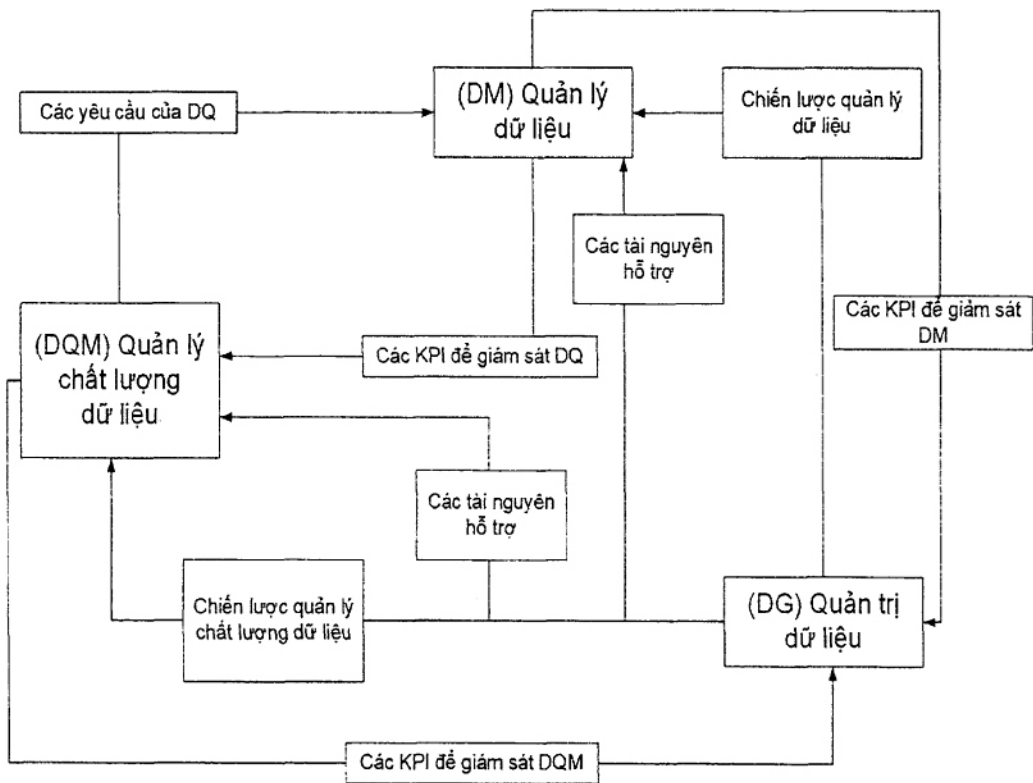 (DM) Quản lý
dữ liệu
Các yêu cầu của DQ
Chiến lược quản lý
dữ liệu
Các tài nguyên
hỗ trợ
Các KPI để giám sát
DM
(DQM) Quản lý
chất lượng
dữ liệu
Các KPI để giám sát DQ
Các tài nguyên
hỗ trợ
Chiến lược quản lý
chất lượng dữ liệu
(DG) Quản trị
dữ liệu
Các KPI để giám sát DQM